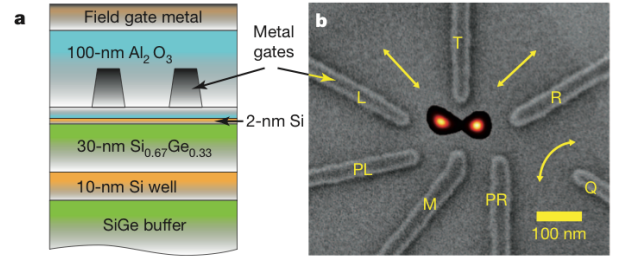 a
Field gate metal
100-nm Al2O3
Metal
gates
2-nm Si
30-nm Si0.67Ge0.33
10-nm Si well
SiGe buffer
b
T
L
R
PL
M
PR
Q
100 nm